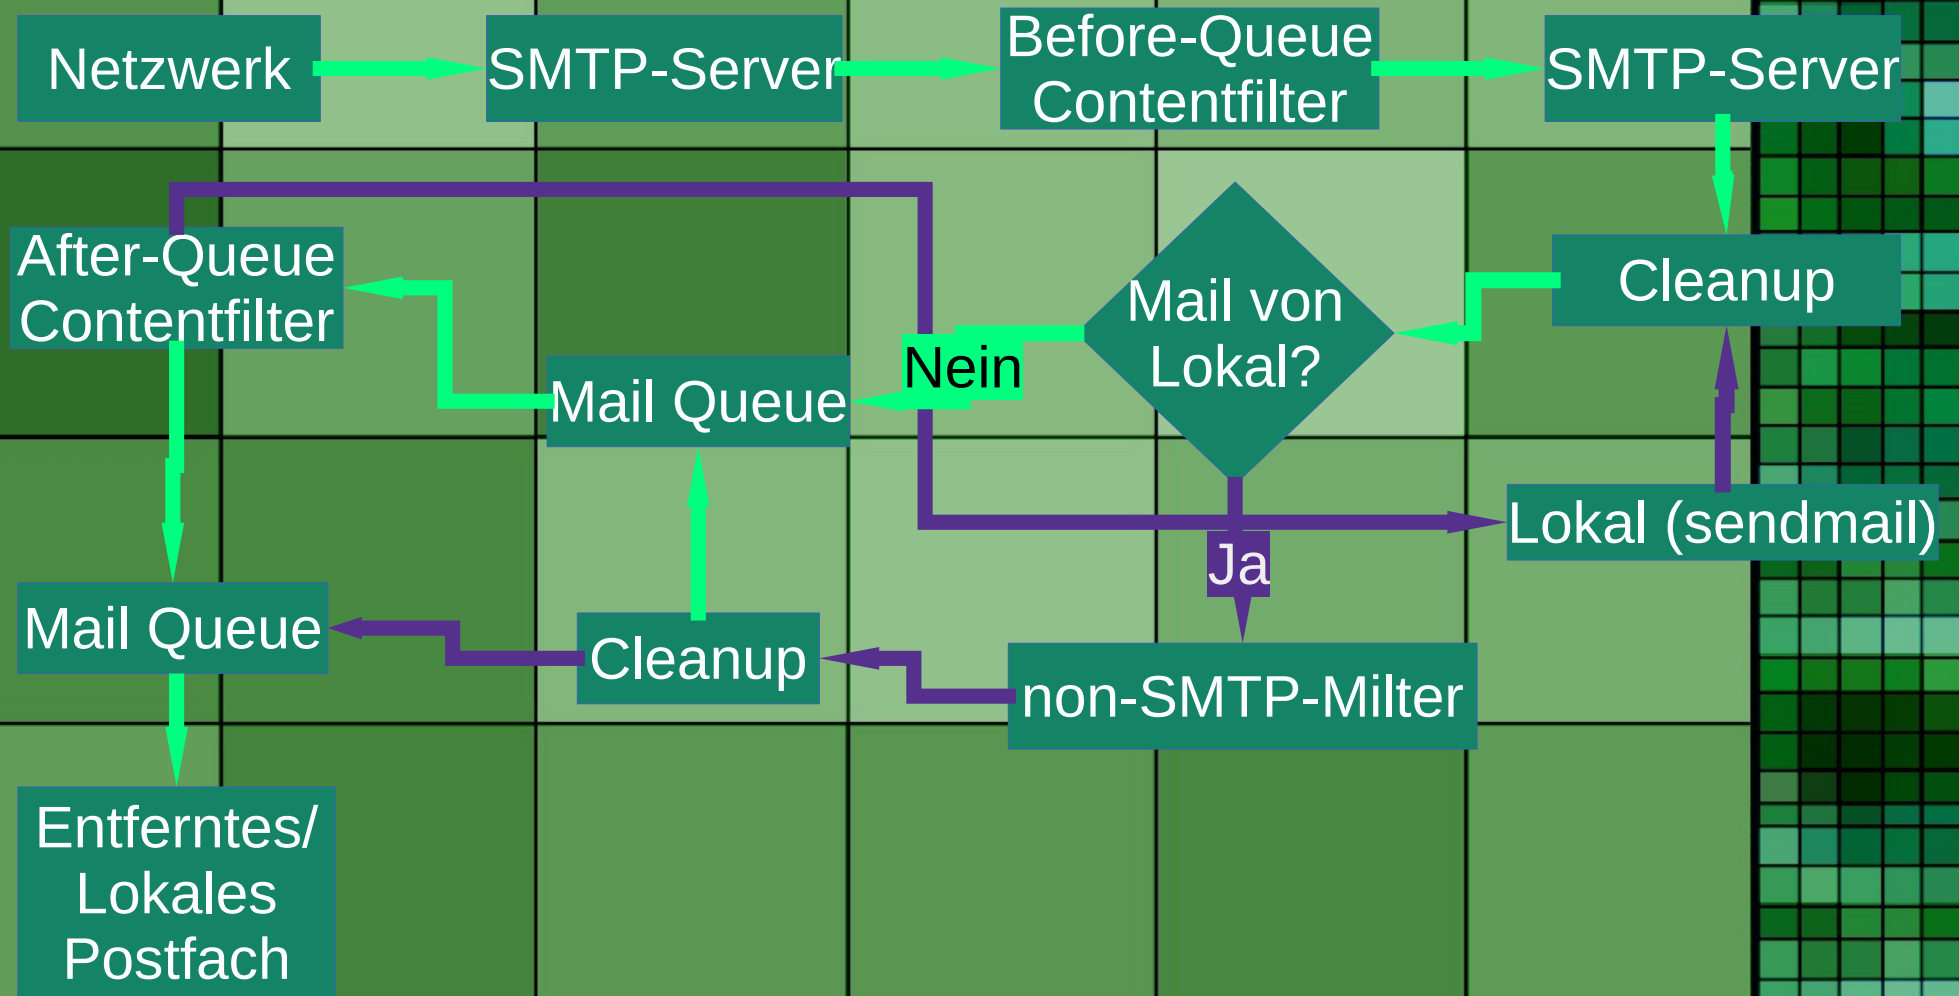 Netzwerk
SMTP-Server
Before-Queue
Contentfilter
SMTP-Server
After-Queue
Contentfilter
Mail Queue
Nein
Mail von
Lokal?
Cleanup
Lokal (sendmail)
Ja
Mail Queue
Cleanup
non-SMTP-Milter
Entferntes/
Lokales
Postfach